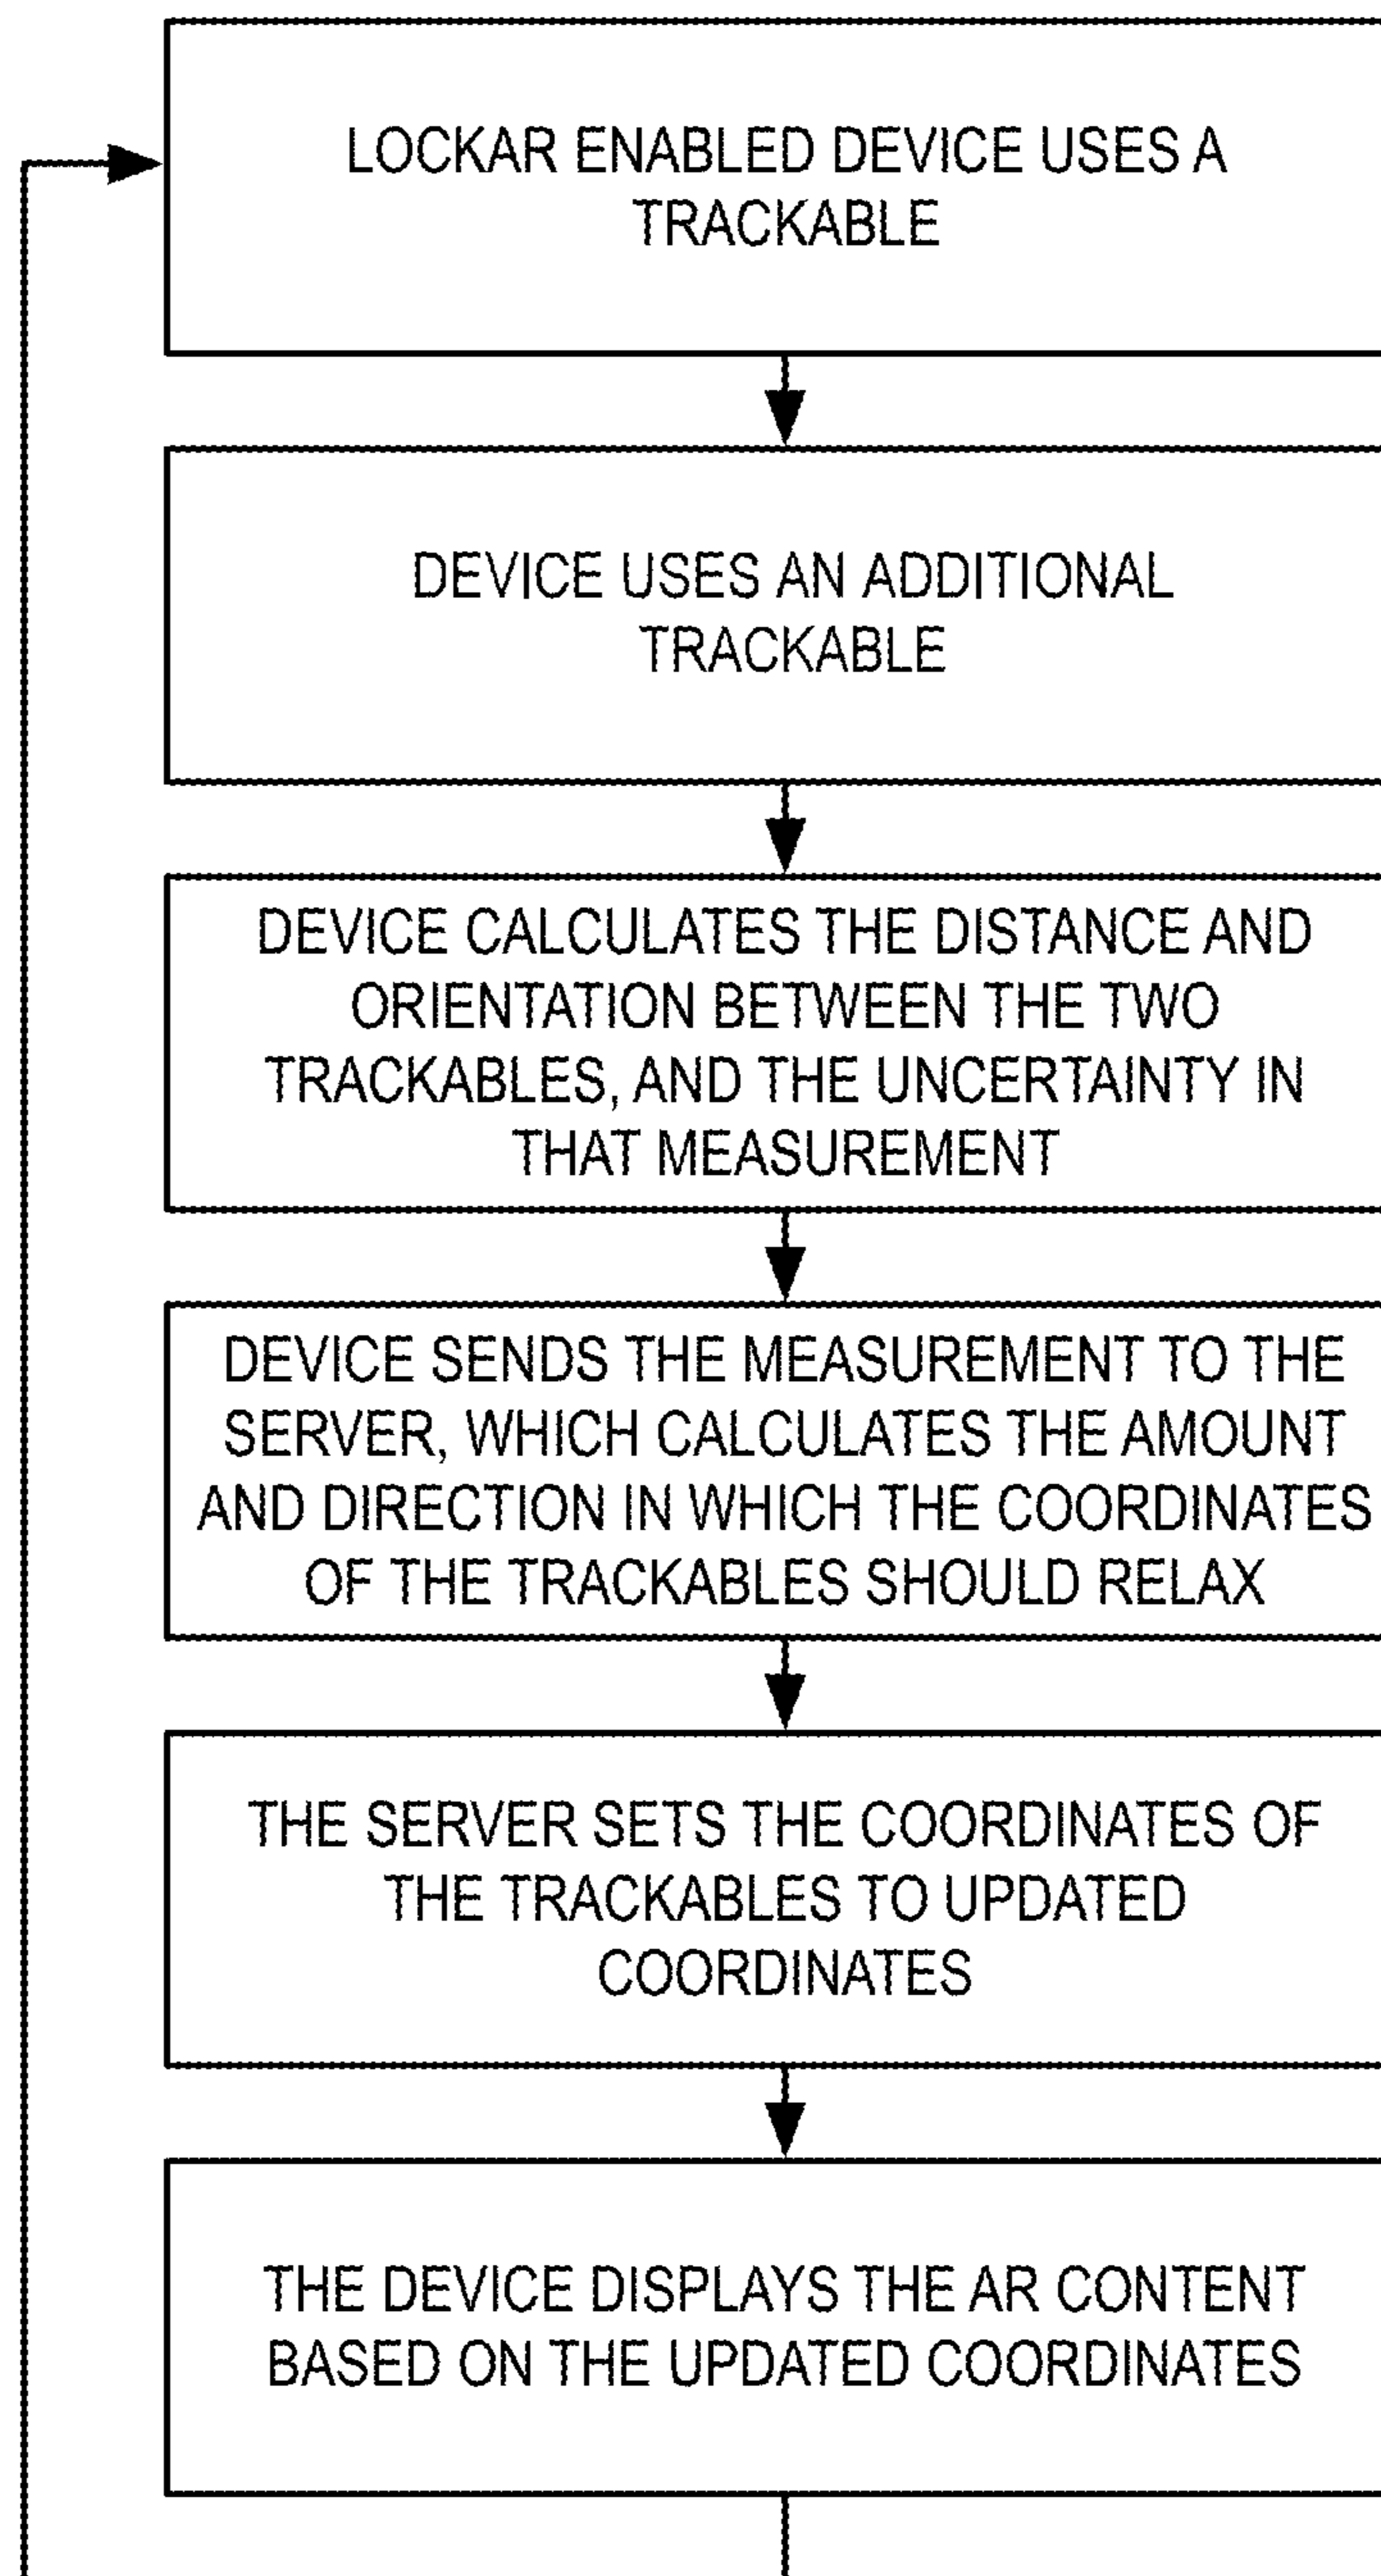 LOCKAR ENABLED DEVICE USES A
TRACKABLE
DEVICE USES AN ADDITIONAL
TRACKABLE
DEVICE CALCULATES THE DISTANCE AND
ORIENTATION BETWEEN THE TWO
TRACKABLES, AND THE UNCERTAINTY IN
THAT MEASUREMENT
DEVICE SENDS THE MEASUREMENT TO THE
SERVER, WHICH CALCULATES THE AMOUNT
AND DIRECTION IN WHICH THE COORDINATES
OF THE TRACKABLES SHOULD RELAX
THE SERVER SETS THE COORDINATES OF
THE TRACKABLES TO UPDATED
COORDINATES
THE DEVICE DISPLAYS THE AR CONTENT
BASED ON THE UPDATED COORDINATES